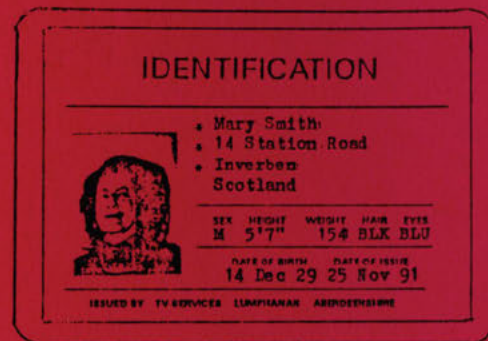 IDENTIFICATION
Mary Smith
14 Station Road
Inverben
Scotland
SEX HEIGHT WEIGHT HAIR EYES
M 5'7" 154 BLK BLU
DATE OF BIRTH DATE OF ISSUE
14 Dec 29 25 Nov 91
ISSUED BY TV SERVICES LUMPHANAN ABERDEENSHIRE